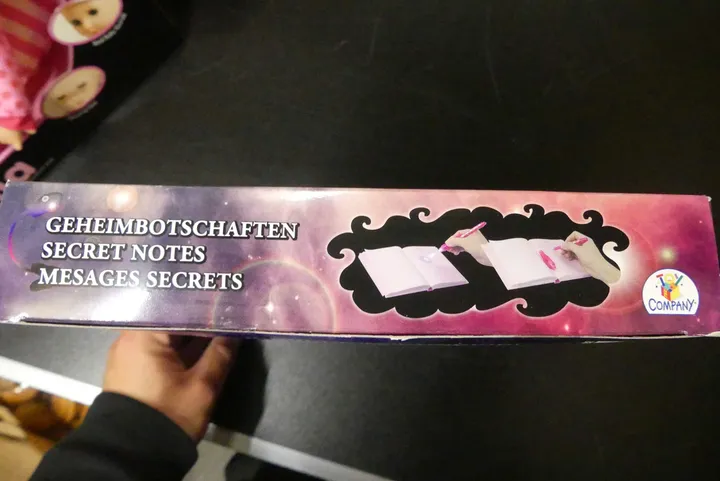 GEHEIMBOTSCHAFTEN
SECRET NOTES
MESAGES SECRETS
TOY
COMPANY